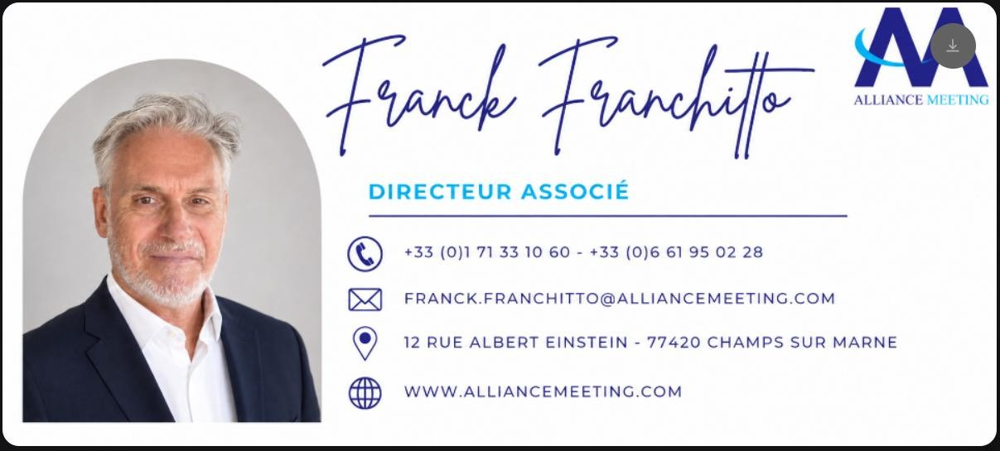 Franck Franchitto
ALLIANCE MEETING
DIRECTEUR ASSOCIÉ
+33 (0)1 71 33 10 60 - +33 (0)6 61 95 02 28
FRANCK.FRANCHITTO@ALLIANCEMEETING.COM
12 RUE ALBERT EINSTEIN - 77420 CHAMPS SUR MARNE
WWW.ALLIANCEMEETING.COM